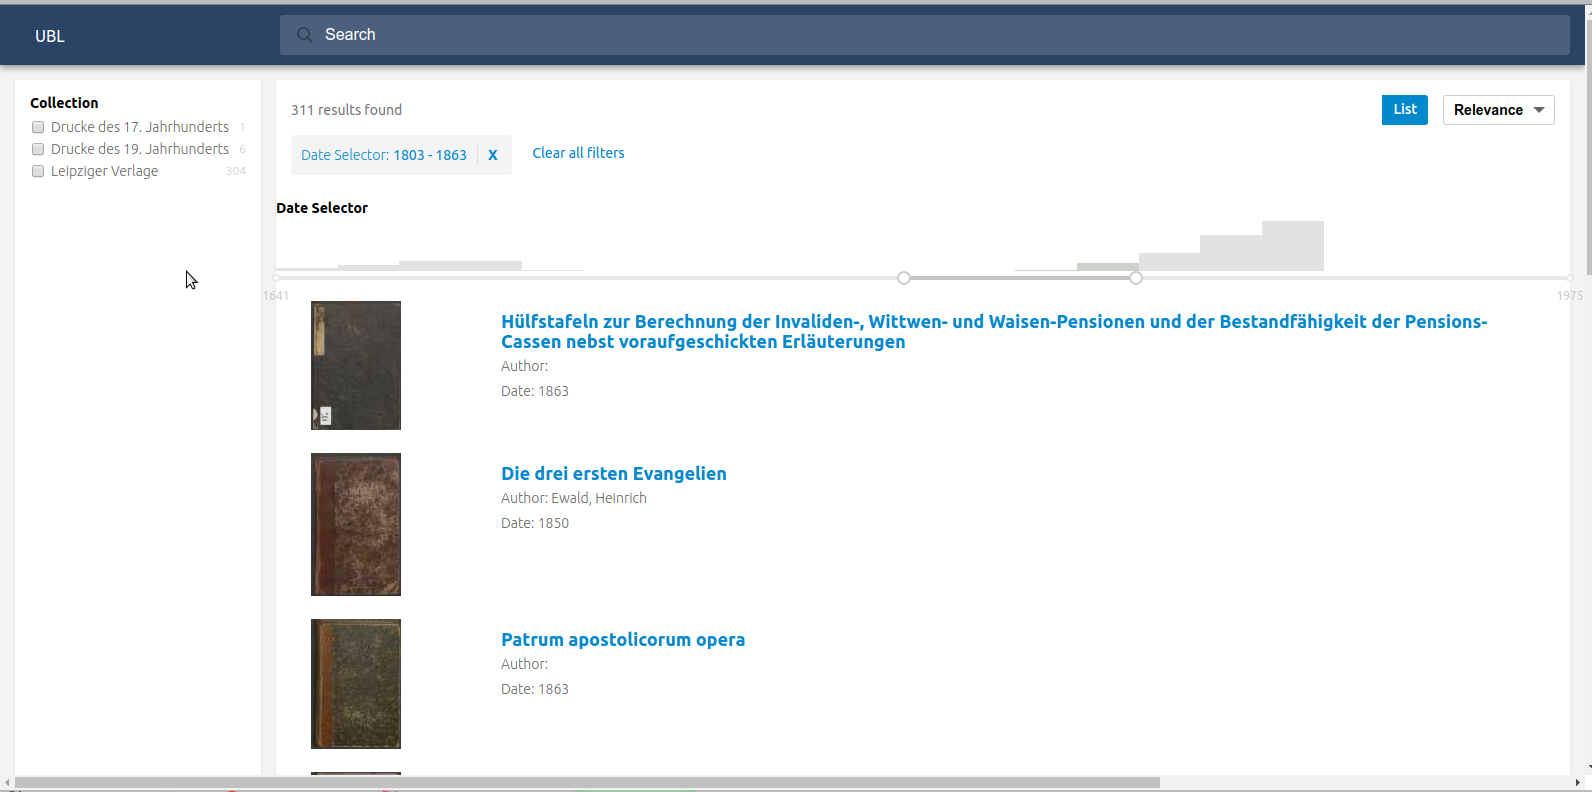 UBL
Search
Collection
Drucke des 17. Jahrhunderts 1
Drucke des 19. Jahrhunderts 6
Leipziger Verlage 304
311 results found
List
Relevance
Date Selector: 1803 - 1863 X
Clear all filters
Date Selector
1641
1975
Hülfstafeln zur Berechnung der Invaliden-, Wittwen- und Waisen-Pensionen und der Bestandfähigkeit der Pensions-
Cassen nebst voraufgeschickten Erläuterungen
Author:
Date: 1863
Die drei ersten Evangelien
Author: Ewald, Heinrich
Date: 1850
Patrum apostolicorum opera
Author:
Date: 1863